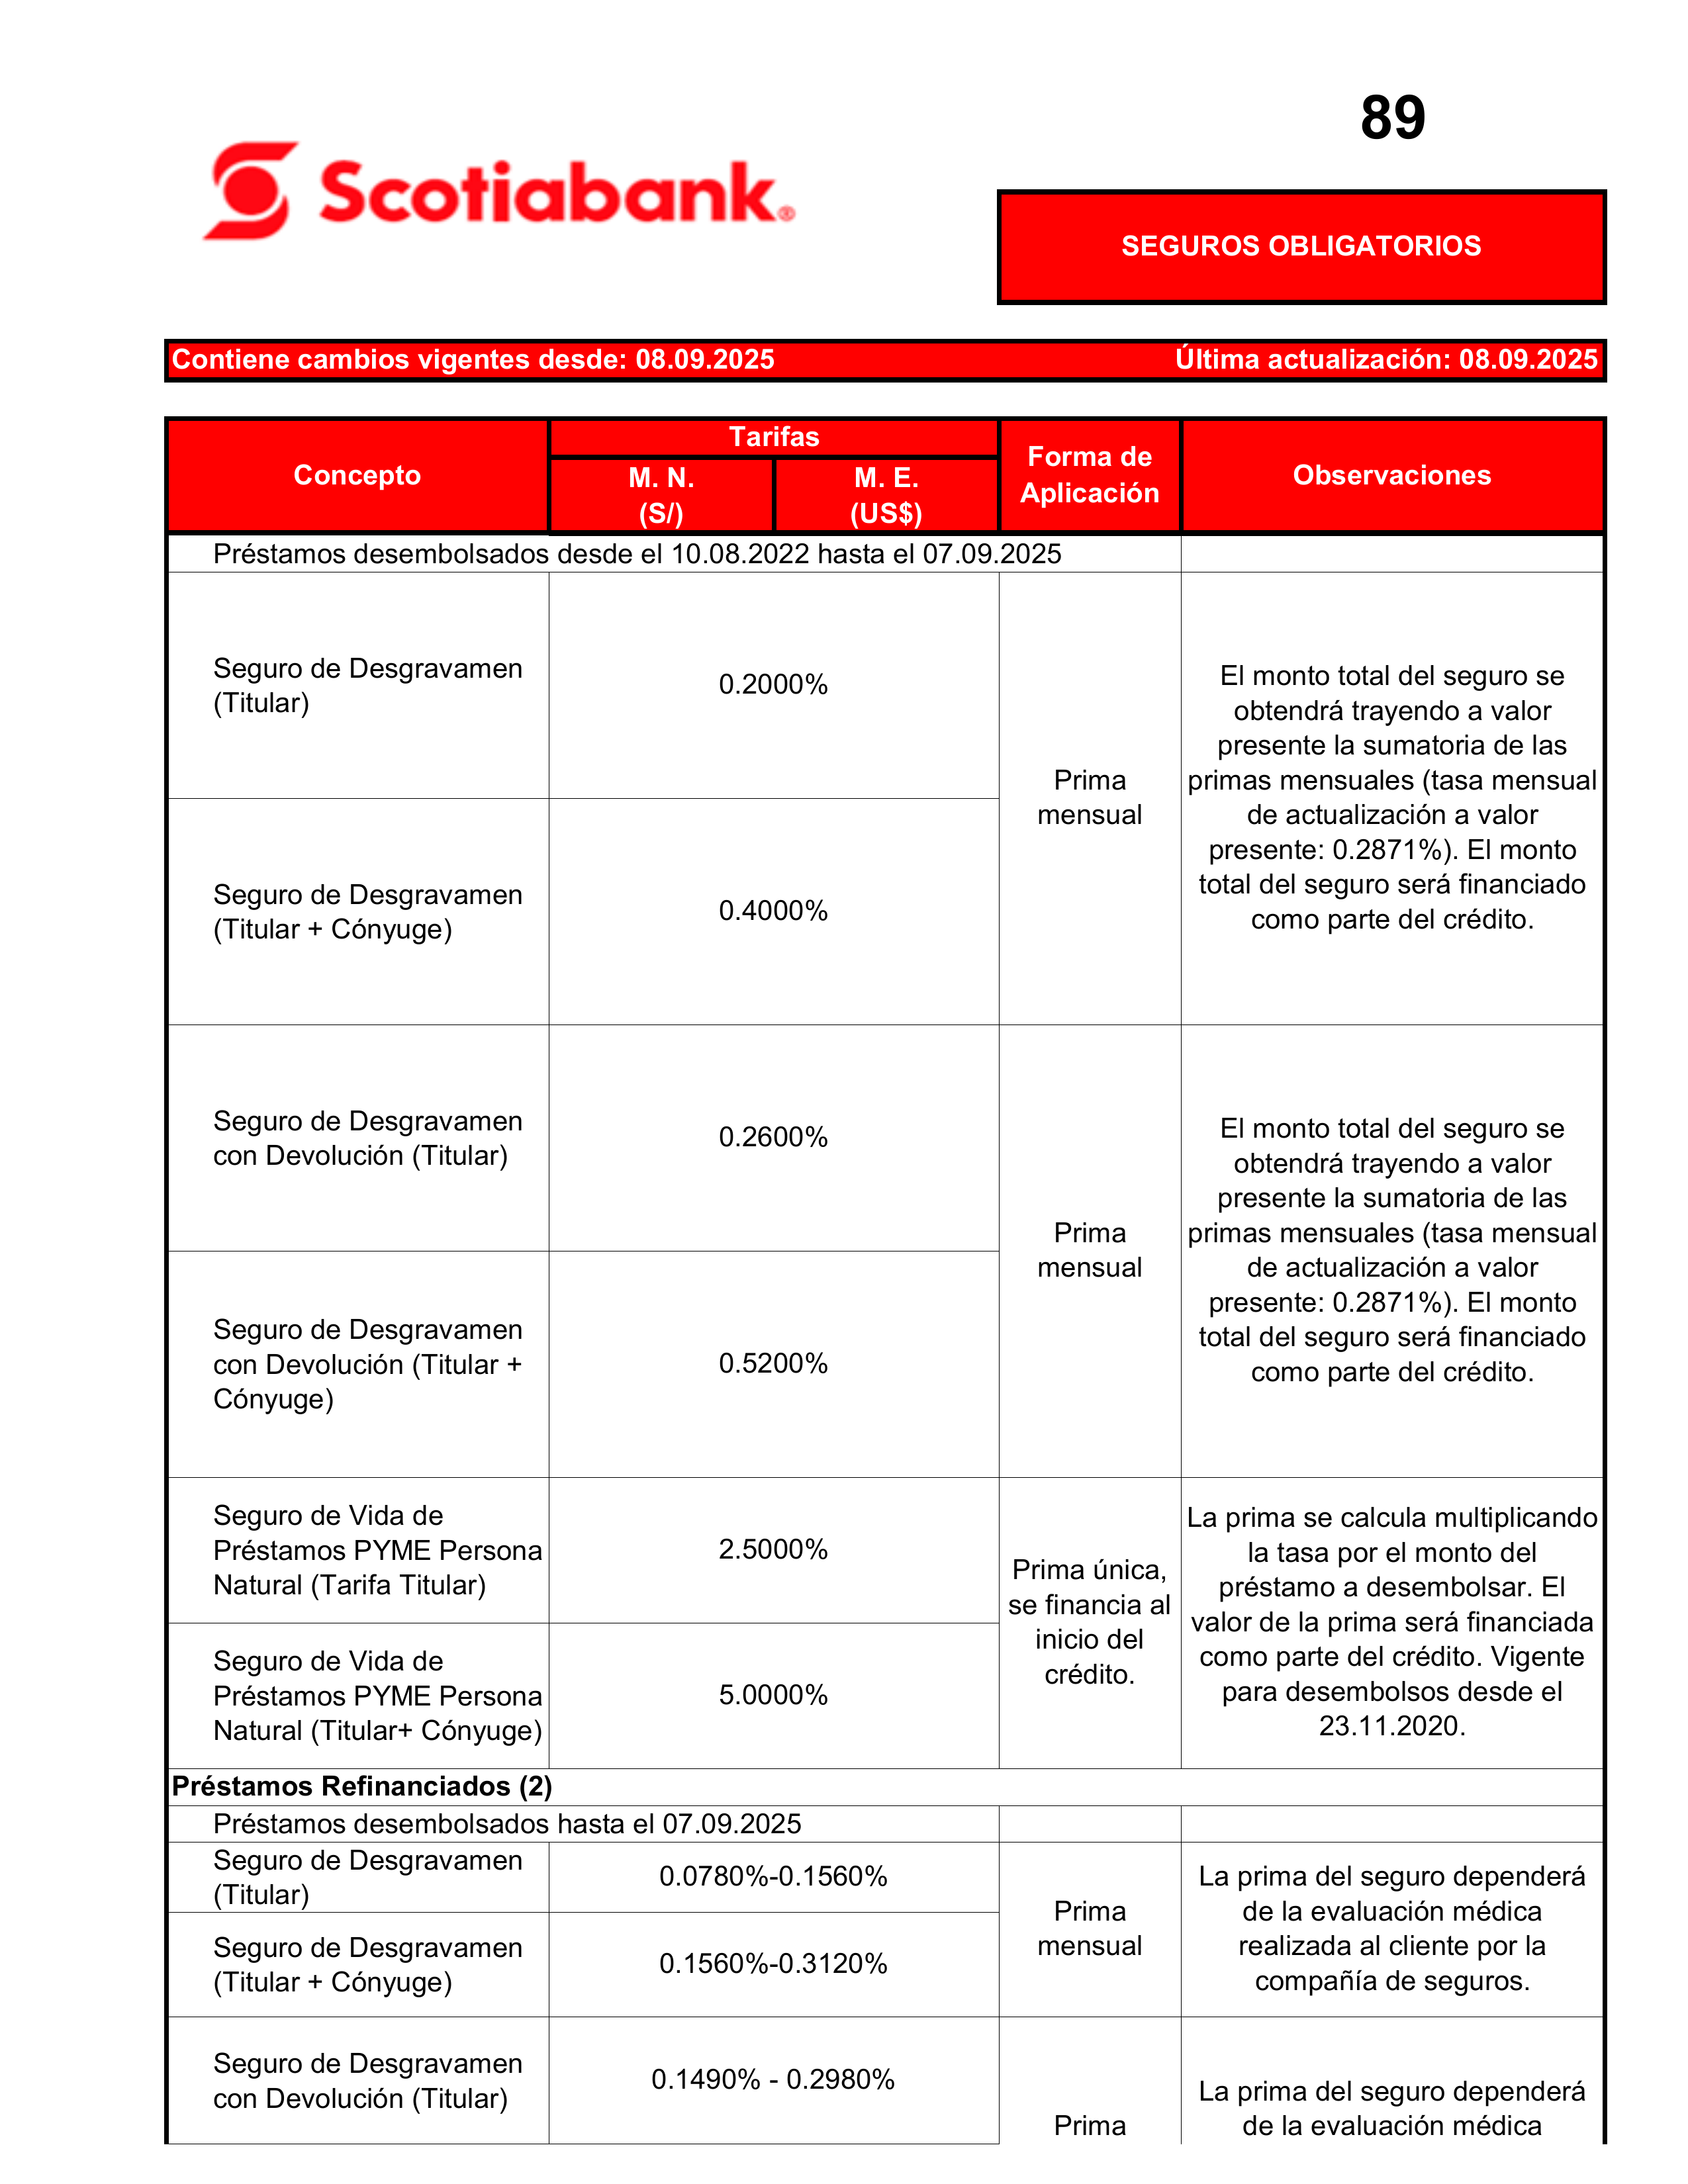 89
Scotiabank®
SEGUROS OBLIGATORIOS
Contiene cambios vigentes desde: 08.09.2025 Última actualización: 08.09.2025
Concepto
Tarifas
M. N.
(S/)
M. E.
(US$)
Forma de
Aplicación
Observaciones
Préstamos desembolsados desde el 10.08.2022 hasta el 07.09.2025
Seguro de Desgravamen
(Titular)
0.2000%
Seguro de Desgravamen
(Titular + Cónyuge)
0.4000%
Prima
mensual
El monto total del seguro se
obtendrá trayendo a valor
presente la sumatoria de las
primas mensuales (tasa mensual
de actualización a valor
presente: 0.2871%). El monto
total del seguro será financiado
como parte del crédito.
Seguro de Desgravamen
con Devolución (Titular)
0.2600%
Seguro de Desgravamen
con Devolución (Titular +
Cónyuge)
0.5200%
Prima
mensual
El monto total del seguro se
obtendrá trayendo a valor
presente la sumatoria de las
primas mensuales (tasa mensual
de actualización a valor
presente: 0.2871%). El monto
total del seguro será financiado
como parte del crédito.
Seguro de Vida de
Préstamos PYME Persona
Natural (Tarifa Titular)
2.5000%
Seguro de Vida de
Préstamos PYME Persona
Natural (Titular+ Cónyuge)
5.0000%
Prima única,
se financia al
inicio del
crédito.
La prima se calcula multiplicando
la tasa por el monto del
préstamo a desembolsar. El
valor de la prima será financiada
como parte del crédito. Vigente
para desembolsos desde el
23.11.2020.
Préstamos Refinanciados (2)
Préstamos desembolsados hasta el 07.09.2025
Seguro de Desgravamen
(Titular)
0.0780%-0.1560%
Seguro de Desgravamen
(Titular + Cónyuge)
0.1560%-0.3120%
Prima
mensual
La prima del seguro dependerá
de la evaluación médica
realizada al cliente por la
compañía de seguros.
Seguro de Desgravamen
con Devolución (Titular)
0.1490% - 0.2980%
Prima
La prima del seguro dependerá
de la evaluación médica